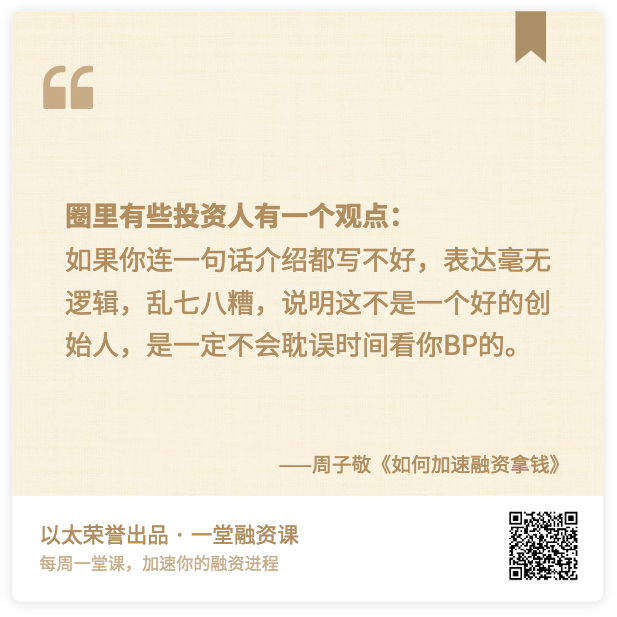 圈里有些投资人有一个观点：
如果你连一句话介绍都写不好，表达毫无
逻辑，乱七八糟，说明这不是一个好的创
始人，是一定不会耽误时间看你BP的。
——周子敬《如何加速融资拿钱》
以太荣誉出品 · 一堂融资课
每周一堂课，加速你的融资进程